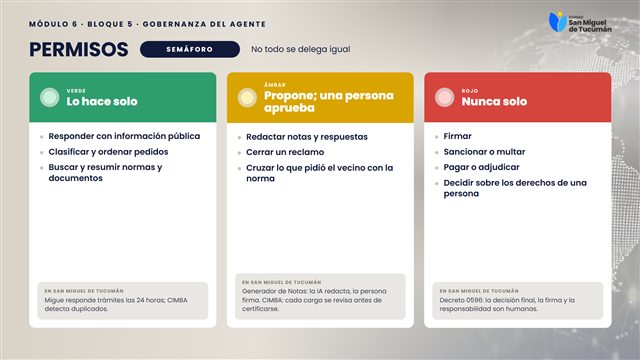 MÓDULO 6 · BLOQUE 5 · GOBERNANZA DEL AGENTE
CIUDAD
San Miguel
de Tucumán
PERMISOS
SEMÁFORO
No todo se delega igual
VERDE
Lo hace solo
Responder con información pública
Clasificar y ordenar pedidos
Buscar y resumir normas y
documentos
EN SAN MIGUEL DE TUCUMÁN
Migue responde trámites las 24 horas; CIMBA
detecta duplicados.
ÁMBAR
Propone; una persona
aprueba
Redactar notas y respuestas
Cerrar un reclamo
Cruzar lo que pidió el vecino con la
norma
EN SAN MIGUEL DE TUCUMÁN
Generador de Notas: la IA redacta, la persona
firma. CIMBA: cada carga se revisa antes de
certificarse.
ROJO
Nunca solo
Firmar
Sancionar o multar
Pagar o adjudicar
Decidir sobre los derechos de una
persona
EN SAN MIGUEL DE TUCUMÁN
Decreto 0596: la decisión final, la firma y la
responsabilidad son humanas.